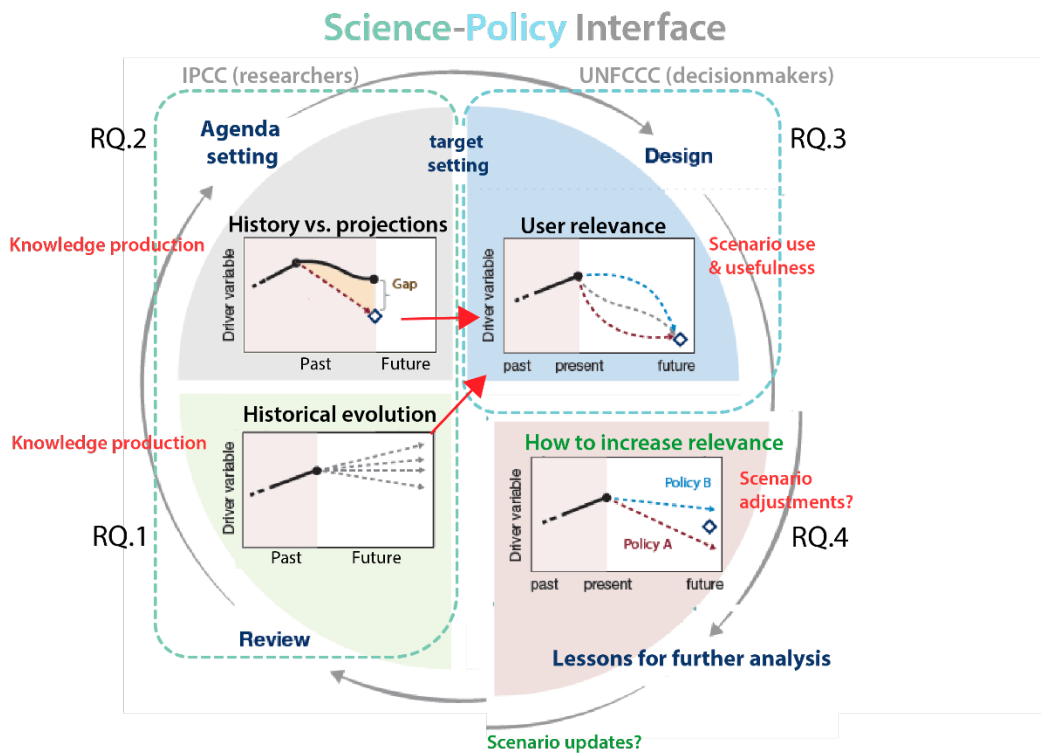 Science-Policy Interface
IPCC (researchers)
UNFCCC (decisionmakers)
RQ.2
Agenda
setting
target
setting
Design
RQ.3
Knowledge production
History vs. projections
Driver variable
Gap
Past
Future
User relevance
Driver variable
past
present
future
Scenario use
& usefulness
Knowledge production
Historical evolution
Driver variable
Past
Future
RQ.1
Review
How to increase relevance
Driver variable
Policy B
Policy A
past
present
future
Scenario
adjustments?
RQ.4
Lessons for further analysis
Scenario updates?